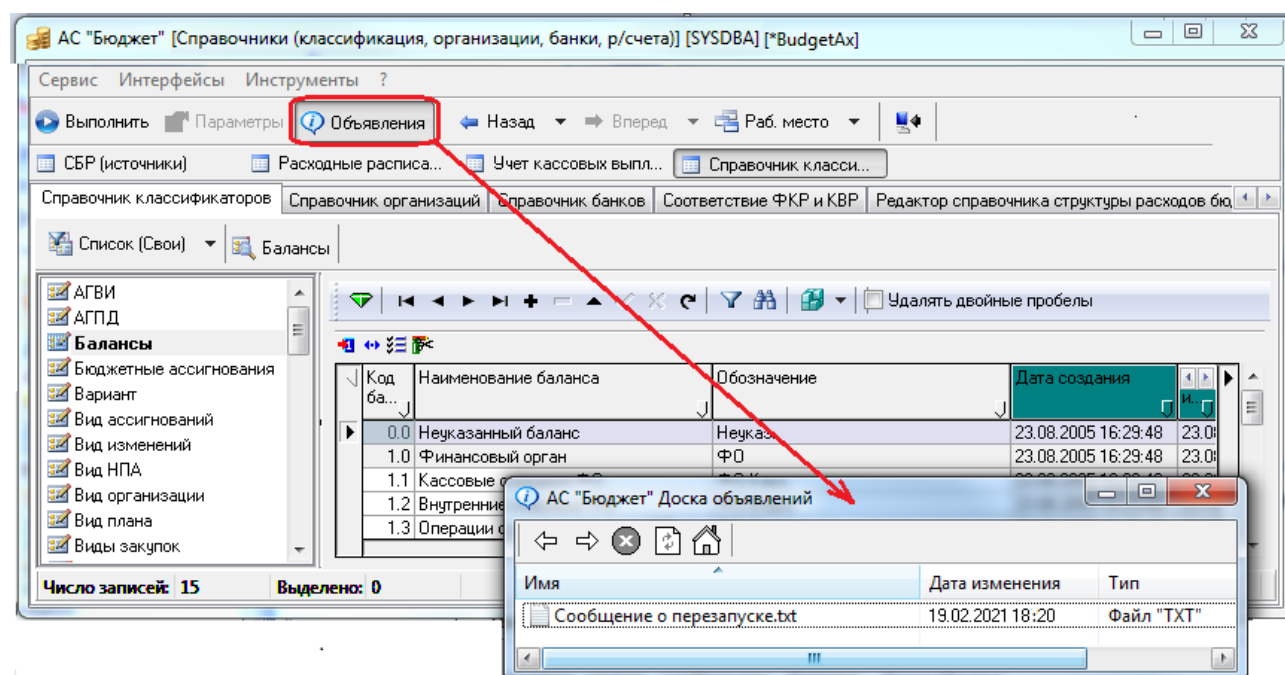 АС "Бюджет" [Справочники (классификация, организации, банки, р/счета)] [SYSDBA] [*BudgetAx]
Сервис Интерфейсы Инструменты ?
Выполнить Параметры Объявления Назад Вперед Раб. место
СБР (источники) Расходные расписа... Учет кассовых выпл... Справочник класси...
Справочник классификаторов Справочник организаций Справочник банков Соответствие ФКР и КВР Редактор справочника структуры расходов бю,
Список (Свои) Балансы
АГВИ
АГПД
Балансы
Бюджетные ассигнования
Вариант
Вид ассигнований
Вид изменений
Вид НПА
Вид организации
Вид плана
Виды закупок
Удалять двойные пробелы
Код ба... Наименование баланса Обозначение Дата создания и...
0.0 Неуказанный баланс Неуказ. 23.08.2005 16:29:48 23.0
1.0 Финансовый орган ФО 23.08.2005 16:29:48 23.0
1.1 Кассовые
1.2 Внутренние
1.3 Операции
Число записей: 15 Выделено: 0
АС "Бюджет" Доска объявлений
Имя Дата изменения Тип
Сообщение о перезапуске.txt 19.02.2021 18:20 Файл "TXT"